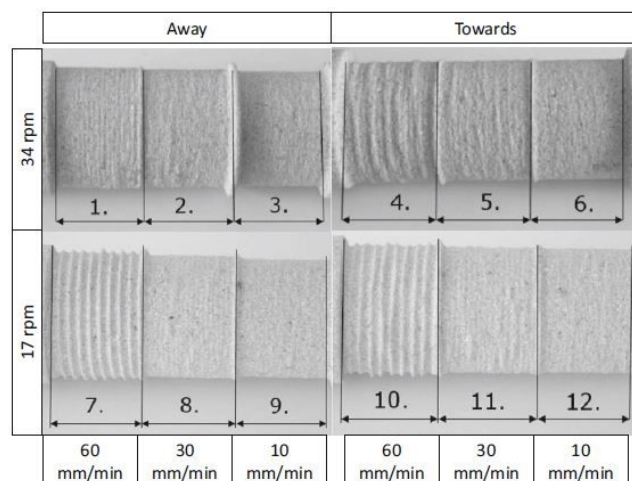 Away Towards
34 rpm
1. 2. 3. 4. 5. 6.
17 rpm
7. 8. 9. 10. 11. 12.
60 30 10 60 30 10
mm/min mm/min mm/min mm/min mm/min mm/min